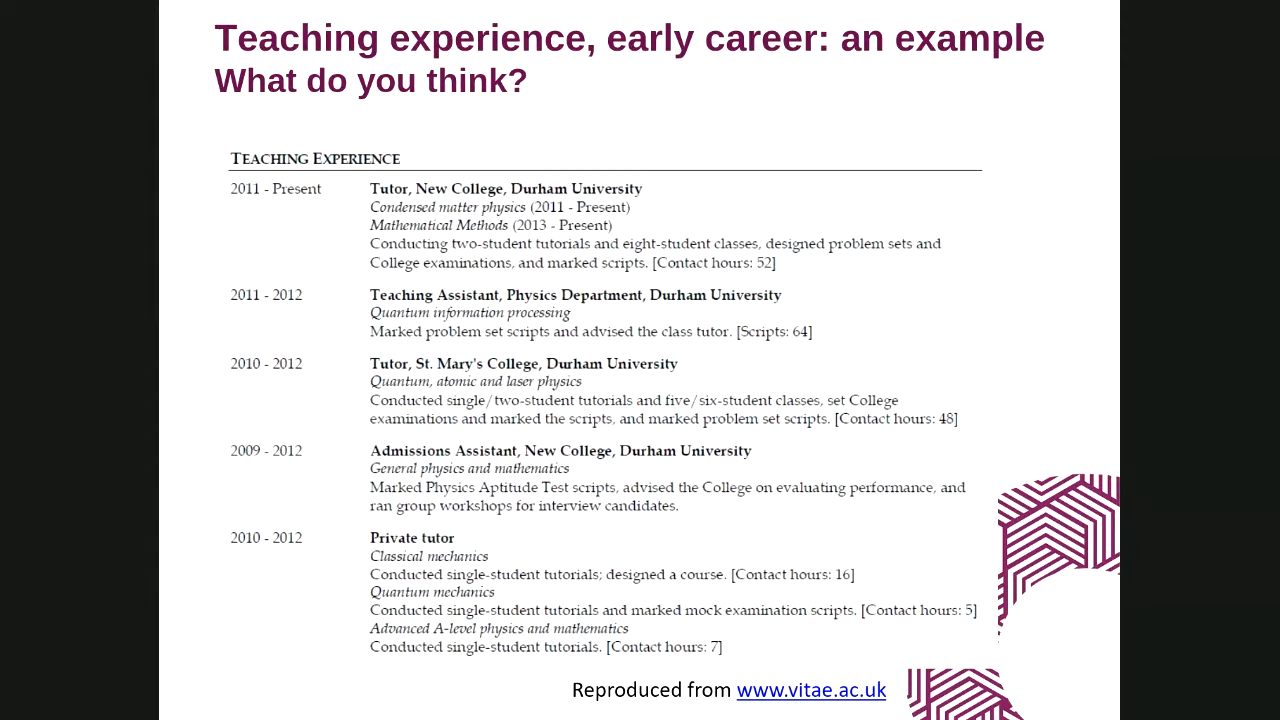 Teaching experience, early career: an example
What do you think?
TEACHING EXPERIENCE
2011 - Present
Tutor, New College, Durham University
Condensed matter physics (2011 - Present)
Mathematical Methods (2013 - Present)
Conducting two-student tutorials and eight-student classes, designed problem sets and
College examinations, and marked scripts. [Contact hours: 52]
2011 - 2012
Teaching Assistant, Physics Department, Durham University
Quantum information processing
Marked problem set scripts and advised the class tutor. [Scripts: 64]
2010 - 2012
Tutor, St. Mary's College, Durham University
Quantum, atomic and laser physics
Conducted single/two-student tutorials and five/six-student classes, set College
examinations and marked the scripts, and marked problem set scripts. [Contact hours: 48]
2009 - 2012
Admissions Assistant, New College, Durham University
General physics and mathematics
Marked Physics Aptitude Test scripts, advised the College on evaluating performance, and
ran group workshops for interview candidates.
2010 - 2012
Private tutor
Classical mechanics
Conducted single-student tutorials; designed a course. [Contact hours: 16]
Quantum mechanics
Conducted single-student tutorials and marked mock examination scripts. [Contact hours: 5]
Advanced A-level physics and mathematics
Conducted single-student tutorials. [Contact hours: 7]
Reproduced from www.vitae.ac.uk